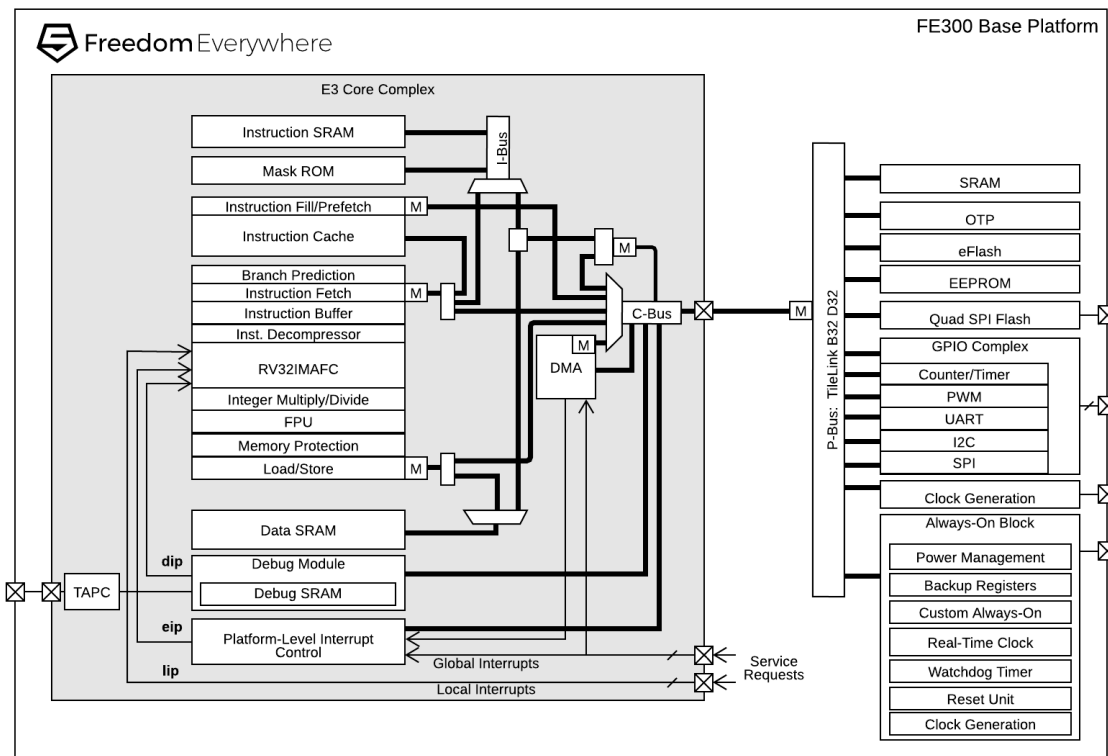 FE300 Base Platform
Freedom Everywhere
E3 Core Complex
Instruction SRAM
I-Bus
Mask ROM
Instruction Fill/Prefetch
M
Instruction Cache
M
Branch Prediction
Instruction Fetch
M
Instruction Buffer
C-Bus
Inst. Decompressor
M
DMA
RV32IMAFC
Integer Multiply/Divide
FPU
Memory Protection
Load/Store
M
Data SRAM
dip
Debug Module
Debug SRAM
TAPC
eip
Platform-Level Interrupt
Control
Global Interrupts
lip
Local Interrupts
Service
Requests
M
P-Bus: TileLink B32 D32
SRAM
OTP
eFlash
EEPROM
Quad SPI Flash
GPIO Complex
Counter/Timer
PWM
UART
I2C
SPI
Clock Generation
Always-On Block
Power Management
Backup Registers
Custom Always-On
Real-Time Clock
Watchdog Timer
Reset Unit
Clock Generation